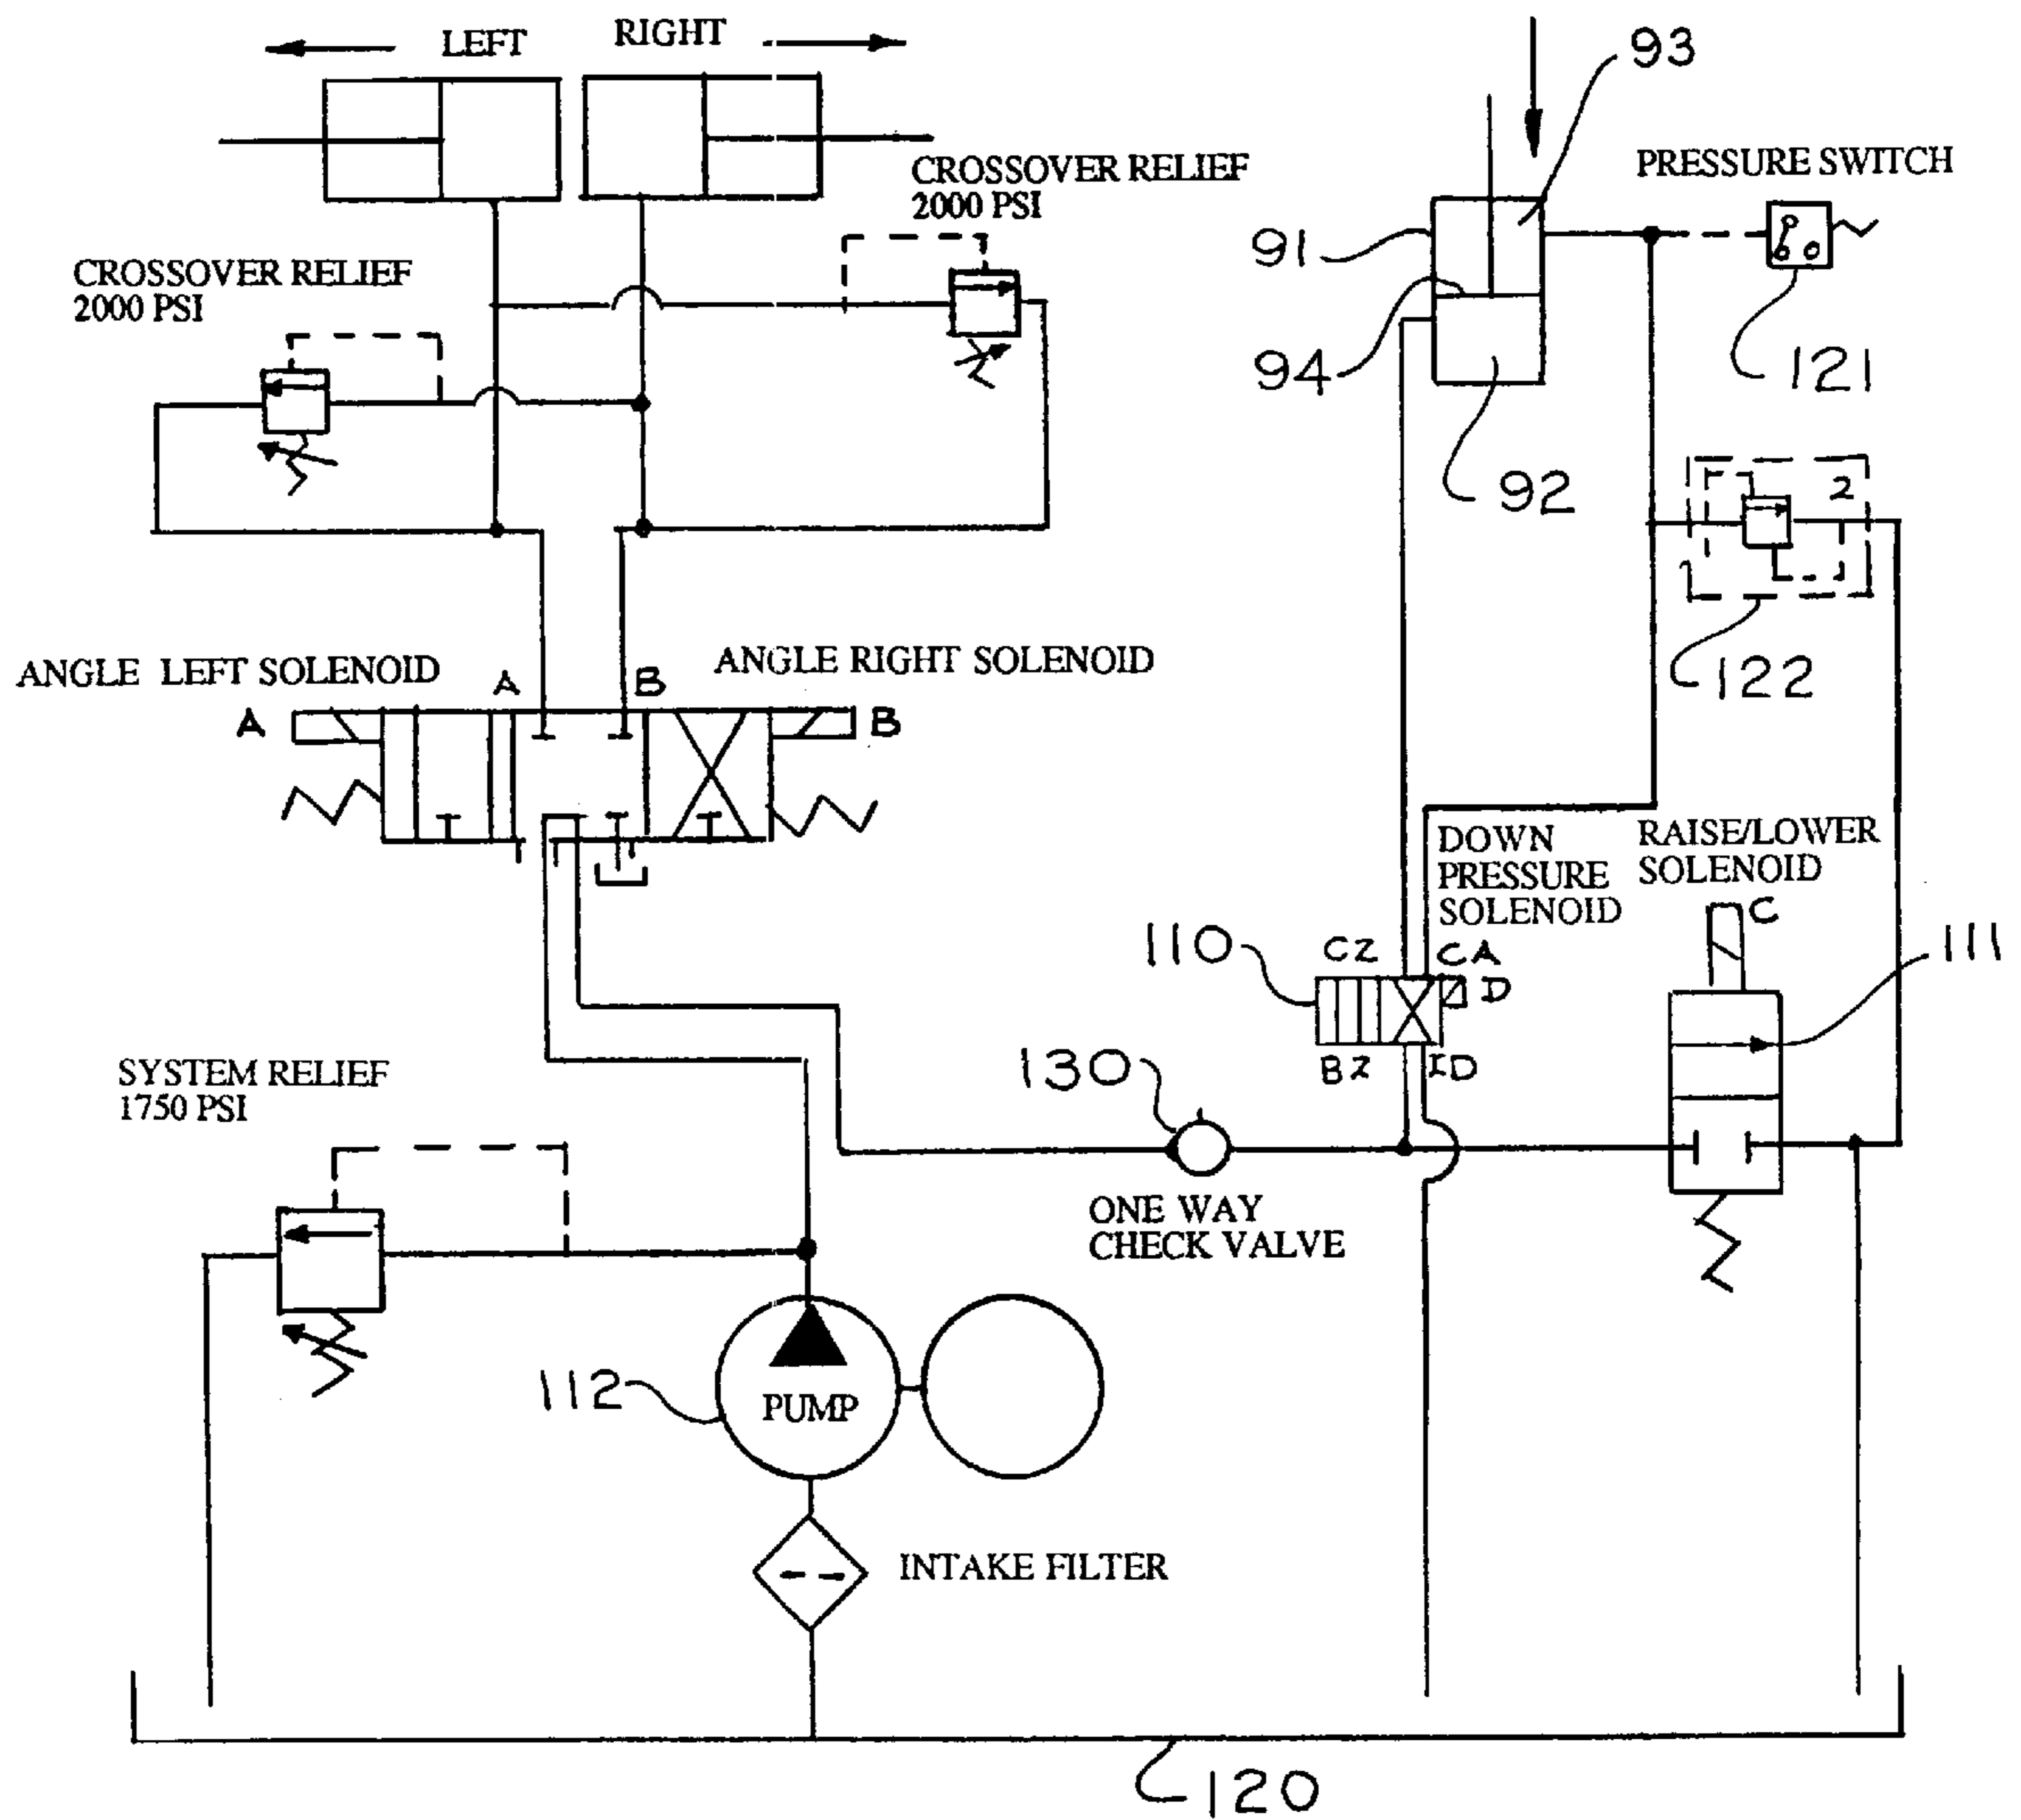 LEFT
RIGHT
93
CROSSOVER RELIEF
2000 PSI
PRESSURE SWITCH
91
CROSSOVER RELIEF
2000 PSI
94
121
92
2
122
ANGLE LEFT SOLENOID
A
B
ANGLE RIGHT SOLENOID
A
B
DOWN
PRESSURE
SOLENOID
RAISE/LOWER
SOLENOID
C
110
C2
CA
D
111
130
B2
ID
SYSTEM RELIEF
1750 PSI
ONE WAY
CHECK VALVE
112
PUMP
INTAKE FILTER
120